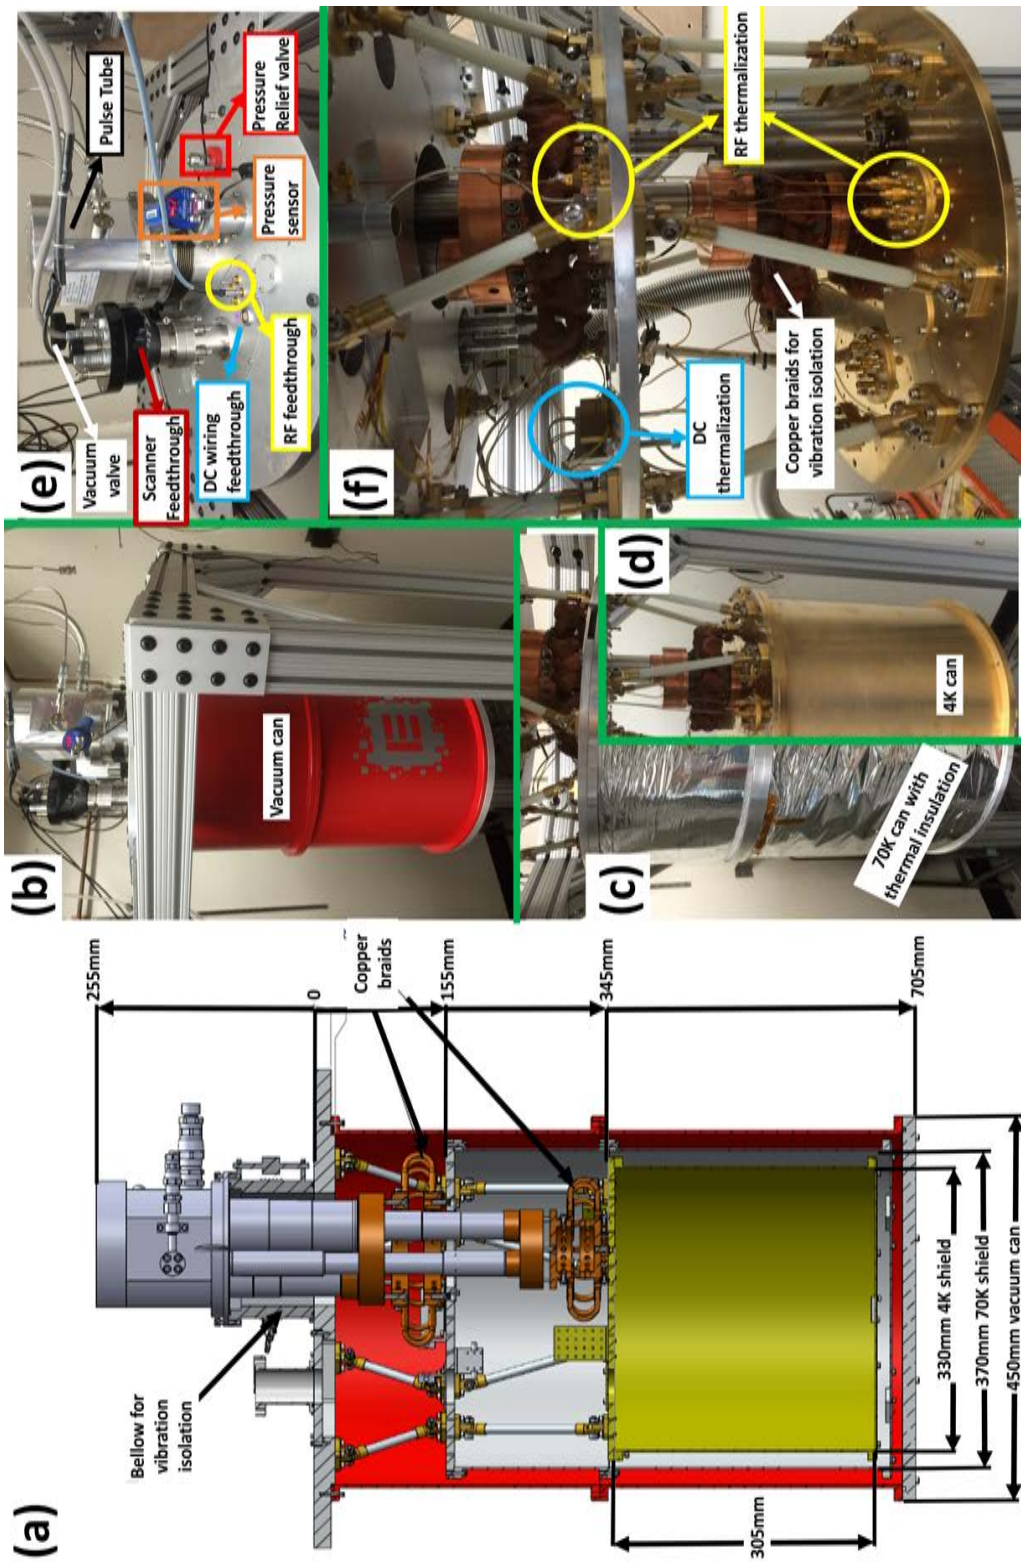 (a)
255mm
0
155mm
345mm
705mm
Bellow for
vibration
isolation
Copper
braids
305mm
330mm 4K shield
370mm 70K shield
450mm vacuum can
(b)
Vacuum can
(c)
70K can with
thermal insulation
(d)
4K can
(e)
Vacuum
valve
Pulse Tube
Scanner
Feedthrough
DC wiring
feedthrough
RF feedthrough
Pressure
sensor
Pressure
Relief valve
(f)
DC
thermalization
Copper braids for
vibration isolation
RF thermalization